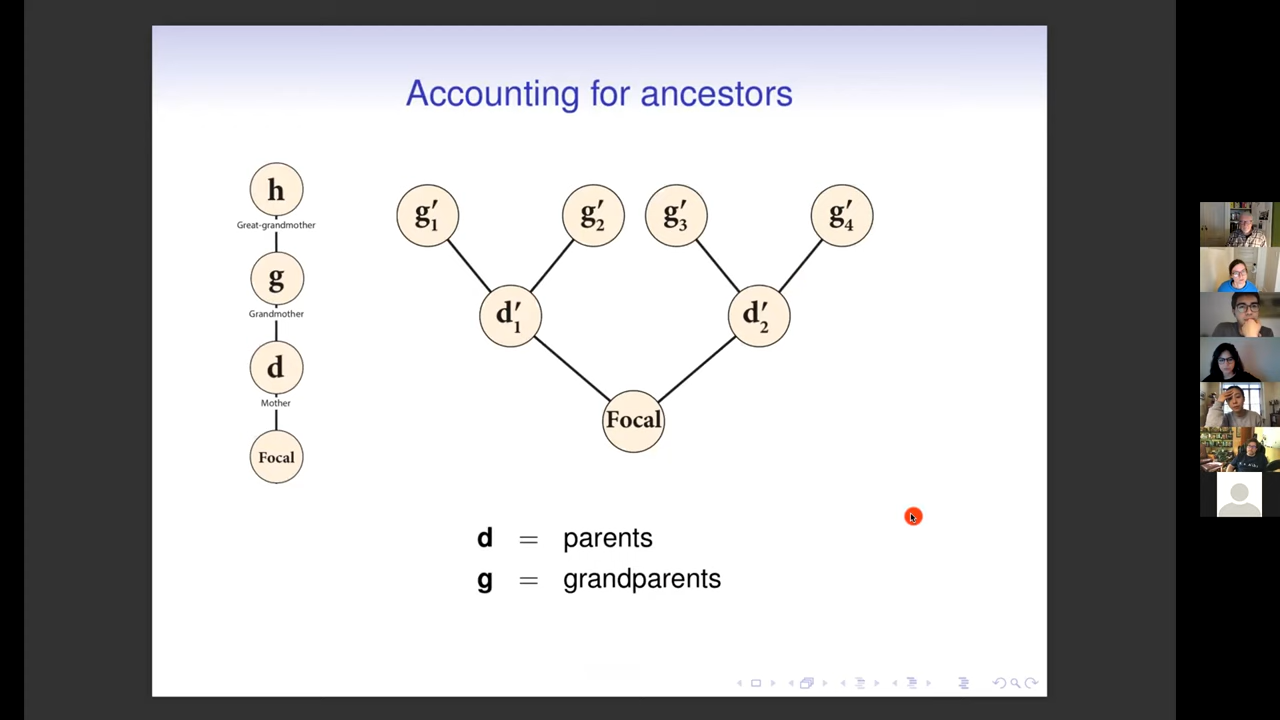 Accounting for ancestors
h
Great-grandmother
g
Grandmother
d
Mother
Focal
g′1 g′2 g′3 g′4
d′1 d′2
Focal
d = parents
g = grandparents